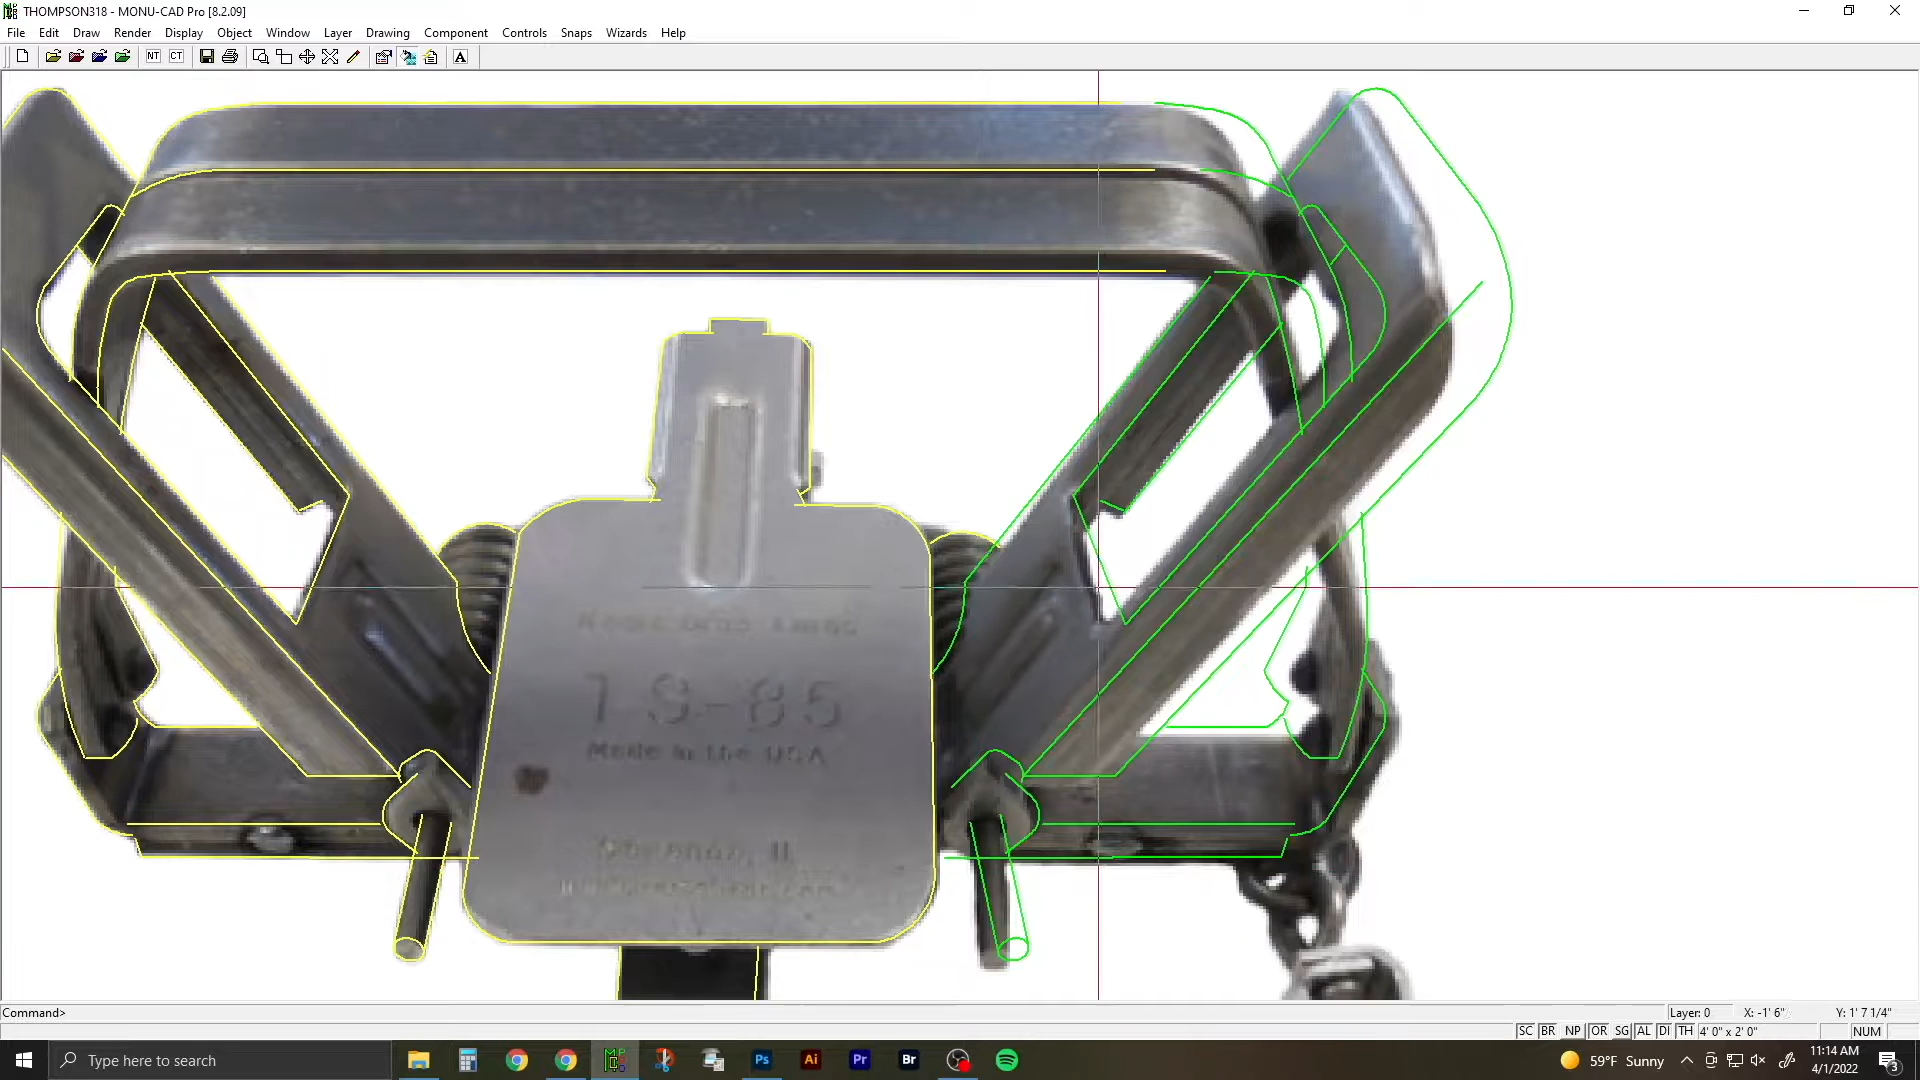 THOMPSON318 - MONU-CAD Pro [8.2.09]
File Edit Draw Render Display Object Window Layer Drawing Component Controls Snaps Wizards Help
NT CT A
TS-85
Made in the USA
Command> Layer: 0 X: -1' 6" Y: 1' 7 1/4"
SC BR NP OR SG AL DI TH 4' 0" x 2' 0" NUM
Type here to search Ps Ai Pr Br 59°F Sunny 11:14 AM
4/1/2022 3